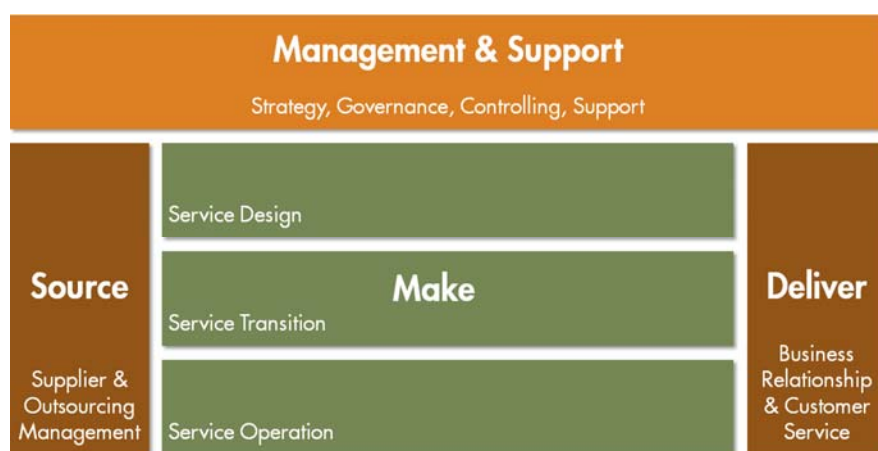 Management & Support
Strategy, Governance, Controlling, Support
Source
Supplier &
Outsourcing
Management
Service Design
Make
Service Transition
Service Operation
Deliver
Business
Relationship
& Customer
Service